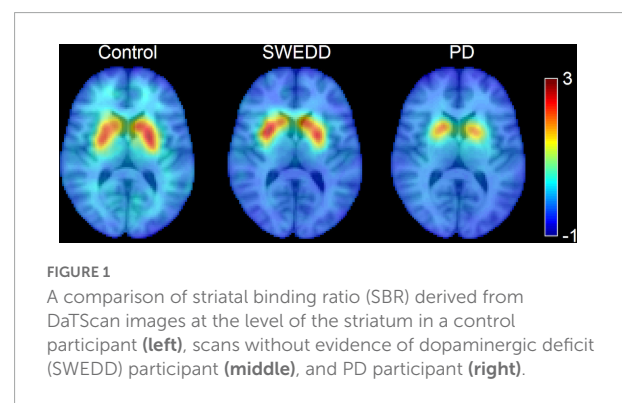 Control SWEDD PD
3
-1
FIGURE 1
A comparison of striatal binding ratio (SBR) derived from
DaTScan images at the level of the striatum in a control
participant (left), scans without evidence of dopaminergic deficit
(SWEDD) participant (middle), and PD participant (right).